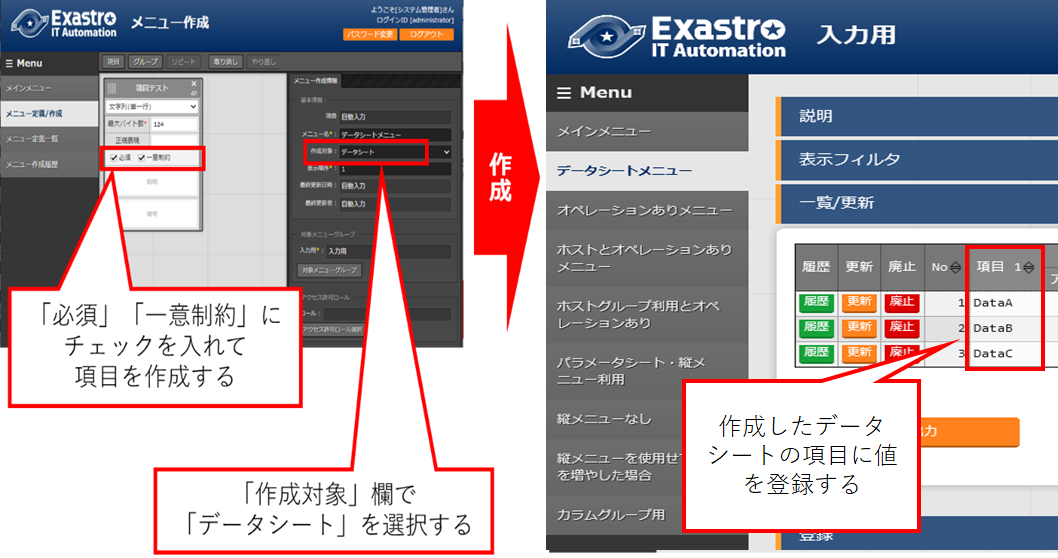 Exastro
IT Automation
メニュー作成
ようこそ[システム管理者]さん
ログインID [administrator]
パスワード変更
ログアウト
Menu
メインメニュー
メニュー定義/作成
メニュー定義一覧
メニュー作成履歴
項目
グループ
リピート
取り消し
やり直し
項目テスト
文字列(単一行)
最大バイト数*
124
正規表現
必須
一意制約
説明
備考
メニュー作成情報
基本情報：
項番
自動入力
メニュー名*：
データシートメニュー
作成対象：
データシート
表示順序*：
1
最終更新日時：
自動入力
最終更新者：
自動入力
対象メニューグループ
入力用*：
入力用
対象メニューグループ
アクセス許可ロール
ロール：
アクセス許可ロール選択
「必須」「一意制約」に
チェックを入れて
項目を作成する
「作成対象」欄で
「データシート」を選択する
作成
Exastro
IT Automation
入力用
Menu
メインメニュー
データシートメニュー
オペレーションありメニュー
ホストとオペレーションあり
メニュー
ホストグループ利用とオペ
レーションあり
パラメータシート・縦メ
ニュー利用
縦メニューなし
縦メニューを使用せ
を増やした場合
カラムグループ用
説明
表示フィルタ
一覧/更新
履歴 更新 廃止 No 項目 1
ア
履歴 更新 廃止 1 DataA
履歴 更新 廃止 2 DataB
履歴 更新 廃止 3 DataC
力
作成したデータ
シートの項目に値
を登録する
登録